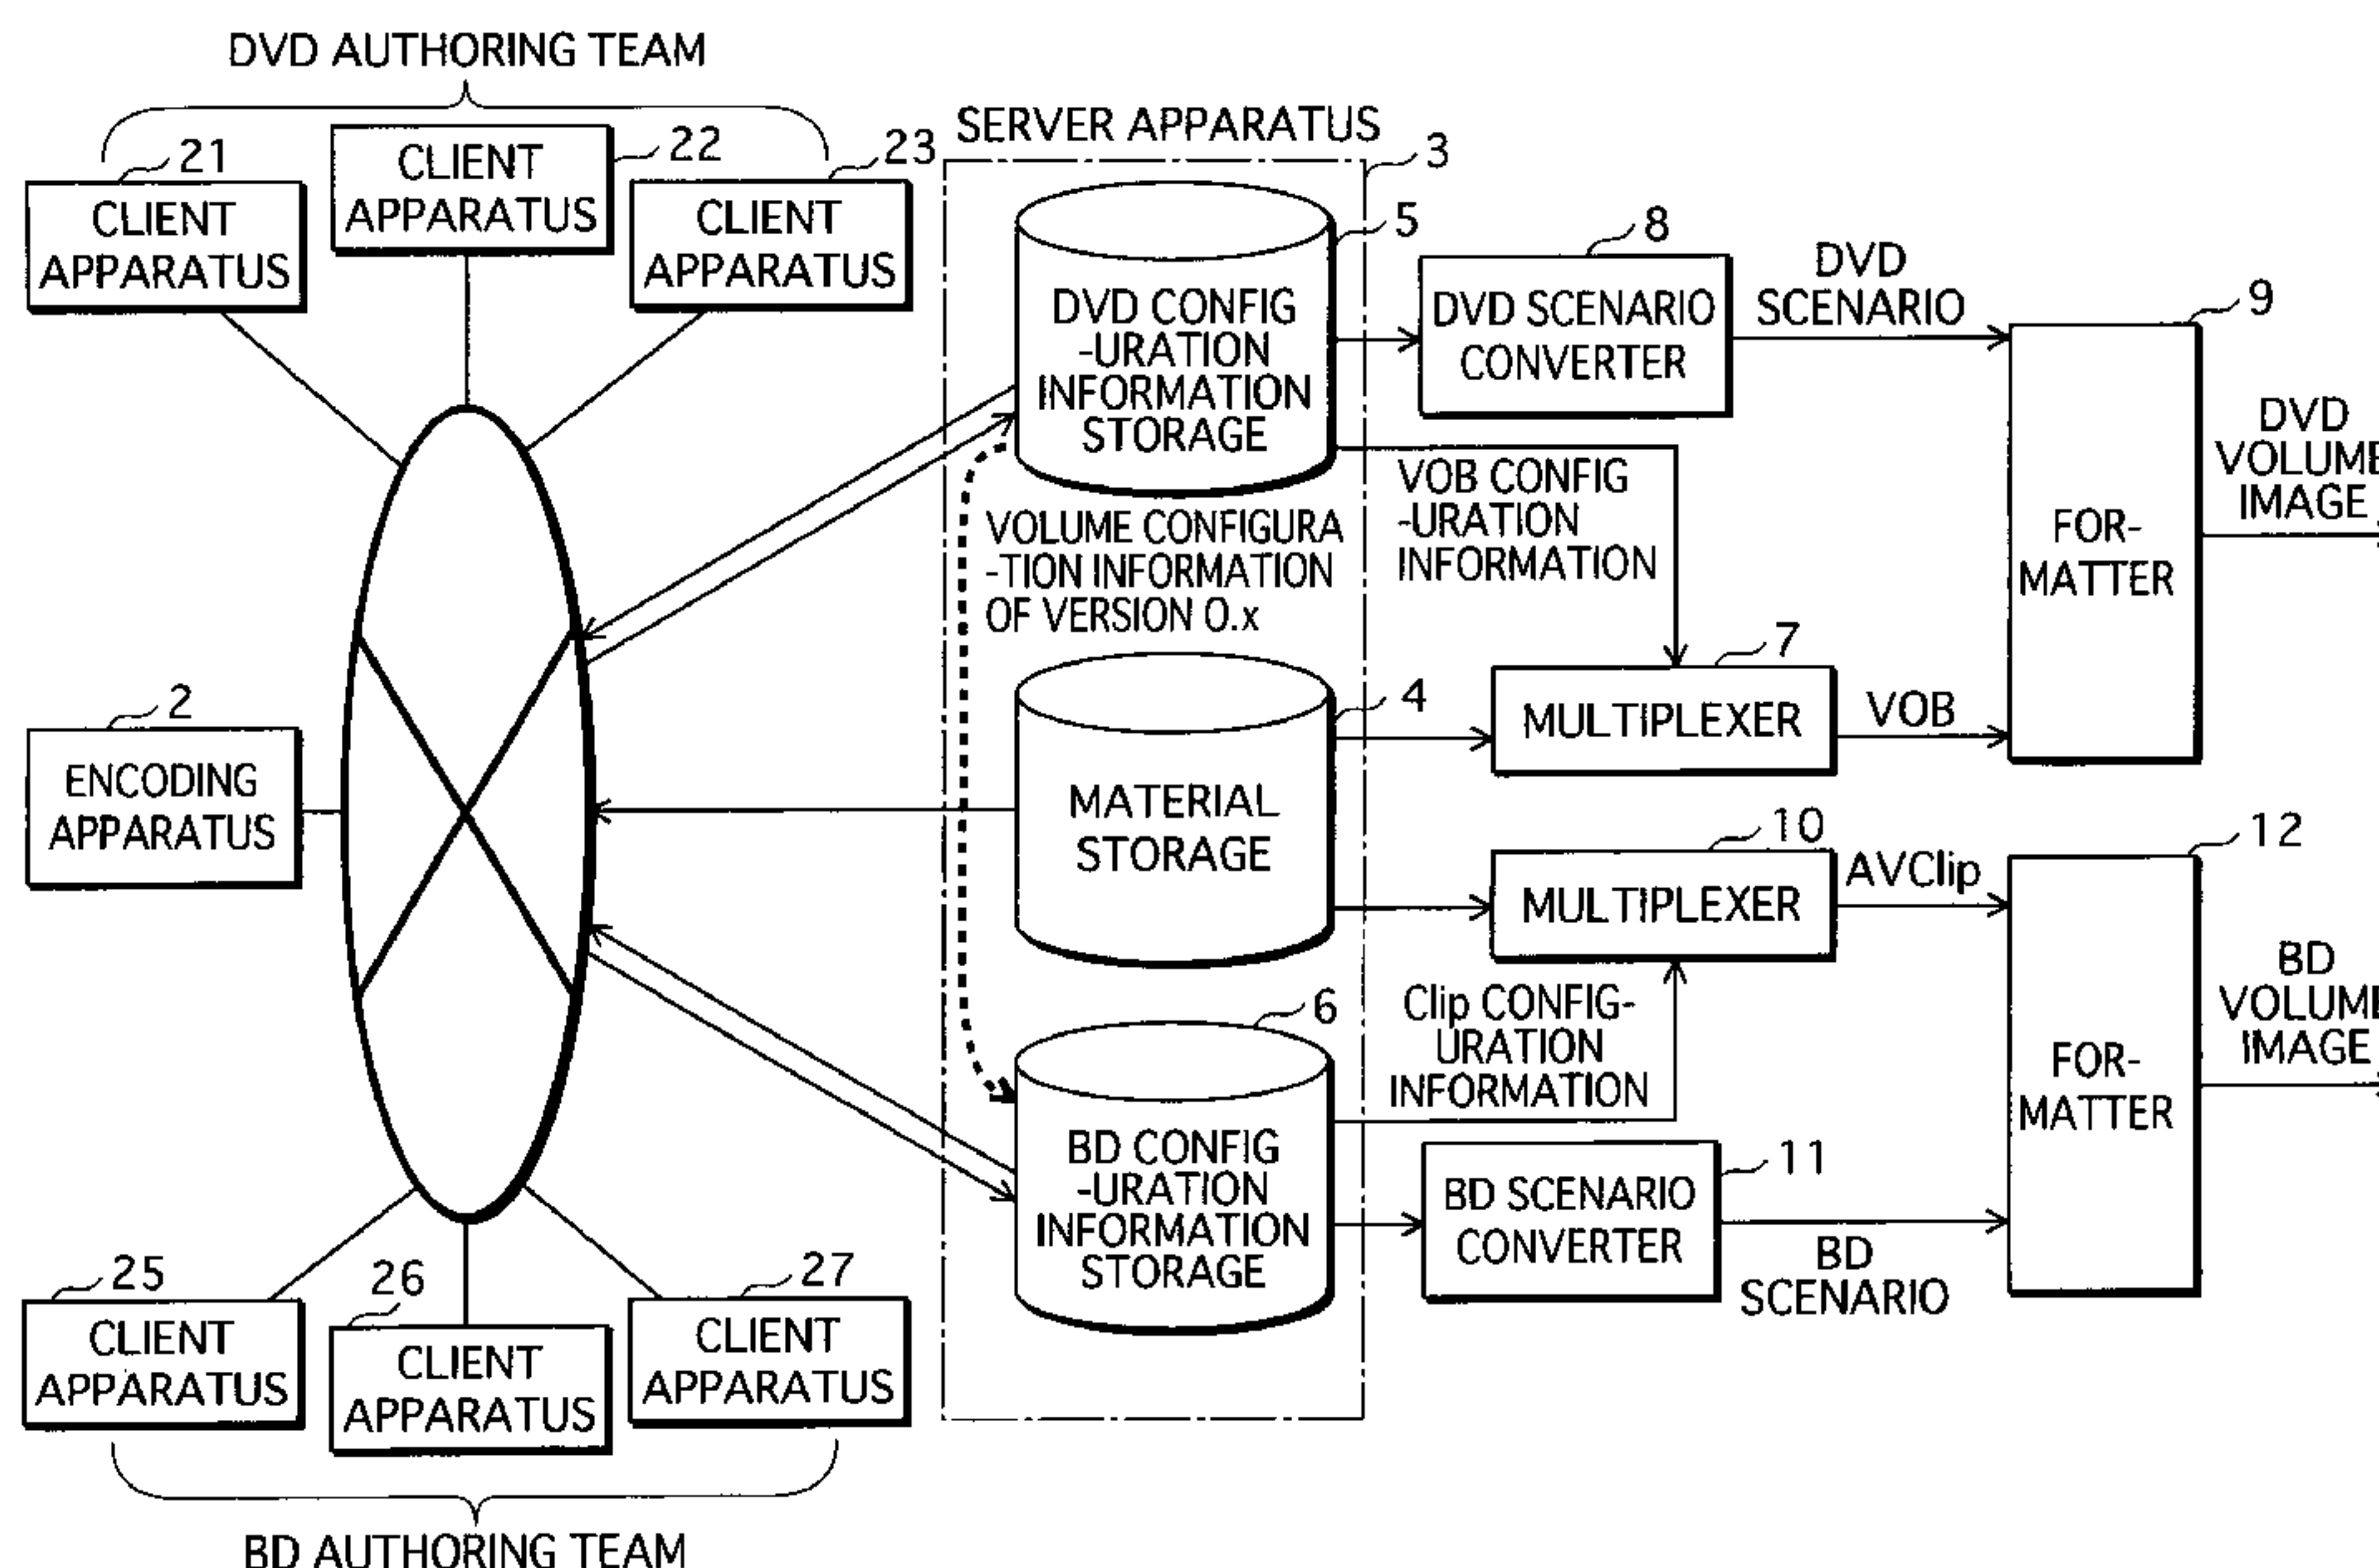 DVD AUTHORING TEAM
21
CLIENT
APPARATUS
22
CLIENT
APPARATUS
23
CLIENT
APPARATUS
2
ENCODING
APPARATUS
25
CLIENT
APPARATUS
26
CLIENT
APPARATUS
27
CLIENT
APPARATUS
BD AUTHORING TEAM
SERVER APPARATUS
3
5
DVD CONFIG
-URATION
INFORMATION
STORAGE
VOLUME CONFIGURA
-TION INFORMATION
OF VERSION 0.x
4
MATERIAL
STORAGE
6
BD CONFIG
-URATION
INFORMATION
STORAGE
8
DVD SCENARIO
CONVERTER
DVD
SCENARIO
VOB CONFIG
-URATION
INFORMATION
7
MULTIPLEXER
VOB
10
MULTIPLEXER
AVClip
Clip CONFIG-
URATION
INFORMATION
11
BD SCENARIO
CONVERTER
BD
SCENARIO
9
FOR-
MATTER
DVD
VOLUME
IMAGE
12
FOR-
MATTER
BD
VOLUME
IMAGE